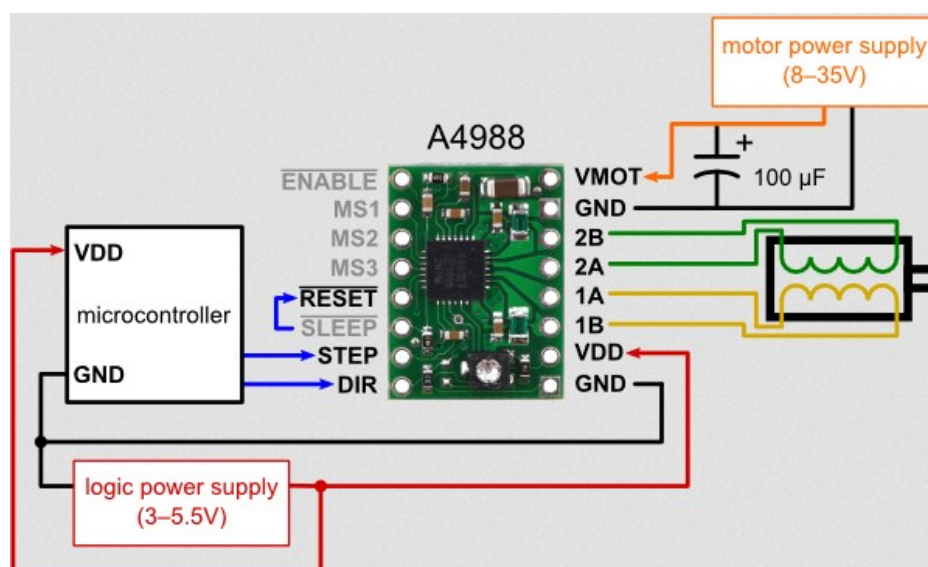 motor power supply
(8–35V)
A4988
ENABLE
MS1
MS2
MS3
RESET
SLEEP
STEP
DIR
VMOT
GND
2B
2A
1A
1B
VDD
GND
+
100 µF
VDD
microcontroller
GND
logic power supply
(3–5.5V)